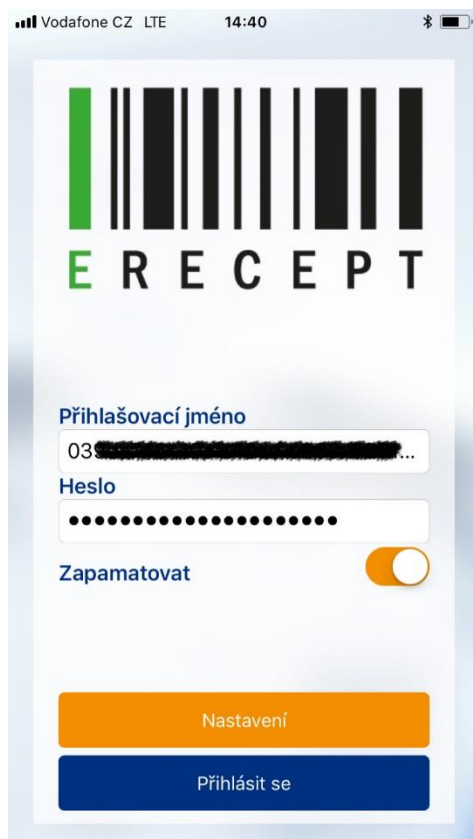 Vodafone CZ LTE 14:40
ERECEPT
Přihlašovací jméno
03
Heslo
Zapamatovat
Nastavení
Přihlásit se